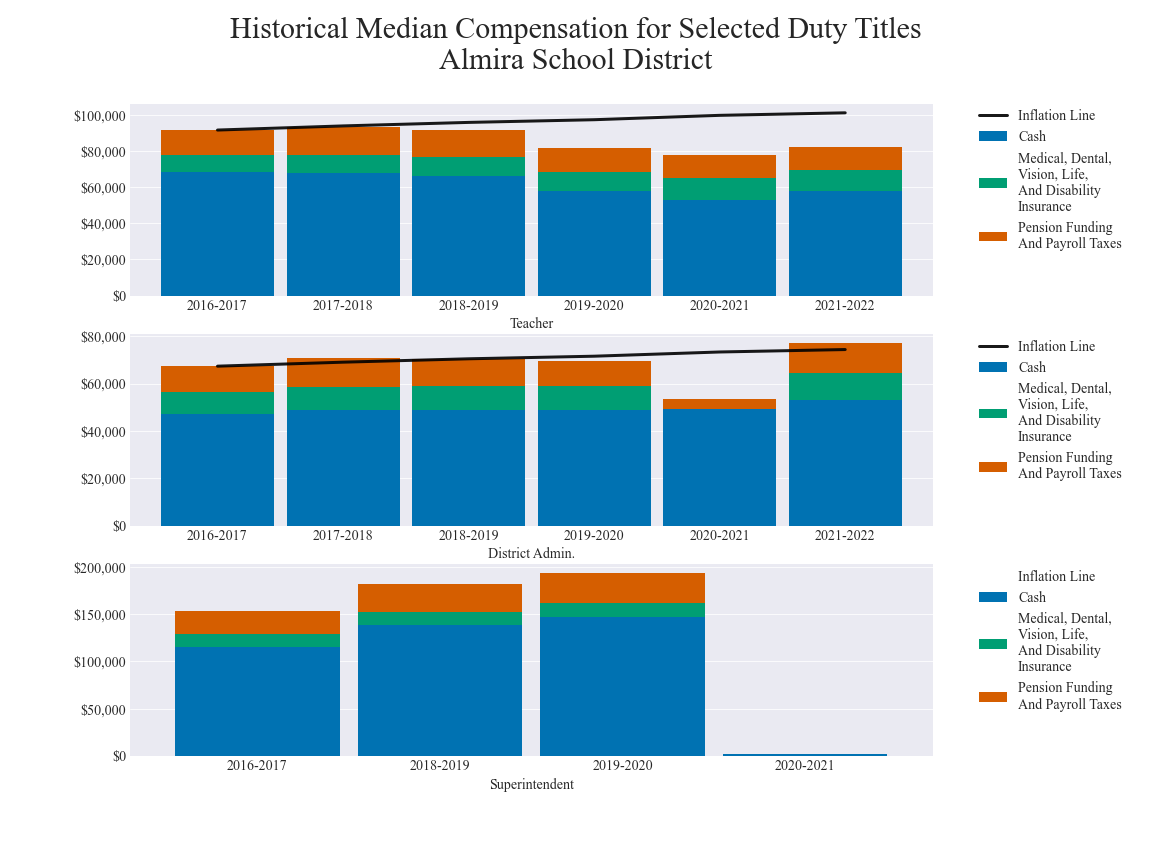 Historical Median Compensation for Selected Duty Titles
Almira School District
$100,000
$80,000
$60,000
$40,000
$20,000
$0
2016-2017
2017-2018
2018-2019
2019-2020
2020-2021
2021-2022
Teacher
Inflation Line
Cash
Medical, Dental,
Vision, Life,
And Disability
Insurance
Pension Funding
And Payroll Taxes
$80,000
$60,000
$40,000
$20,000
$0
2016-2017
2017-2018
2018-2019
2019-2020
2020-2021
2021-2022
District Admin.
Inflation Line
Cash
Medical, Dental,
Vision, Life,
And Disability
Insurance
Pension Funding
And Payroll Taxes
$200,000
$150,000
$100,000
$50,000
$0
2016-2017
2018-2019
2019-2020
2020-2021
Superintendent
Inflation Line
Cash
Medical, Dental,
Vision, Life,
And Disability
Insurance
Pension Funding
And Payroll Taxes